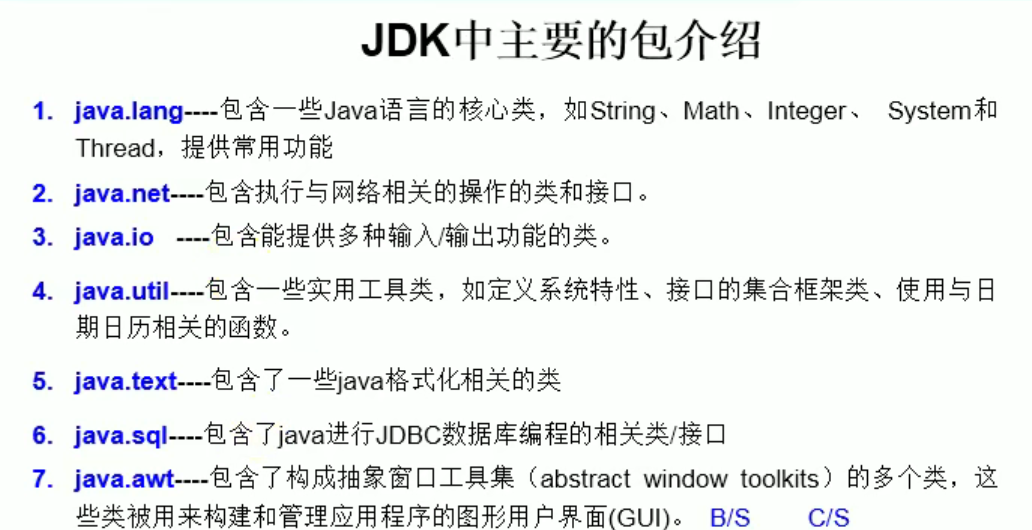 JDK中主要的包介绍
1. java.lang----包含一些Java语言的核心类，如String、Math、Integer、 System和
Thread，提供常用功能
2. java.net----包含执行与网络相关的操作的类和接口。
3. java.io ----包含能提供多种输入/输出功能的类。
4. java.util----包含一些实用工具类，如定义系统特性、接口的集合框架类、使用与日
期日历相关的函数。
5. java.text----包含了一些java格式化相关的类
6. java.sql----包含了java进行JDBC数据库编程的相关类/接口
7. java.awt----包含了构成抽象窗口工具集（abstract window toolkits）的多个类，这
些类被用来构建和管理应用程序的图形用户界面(GUI)。 B/S C/S